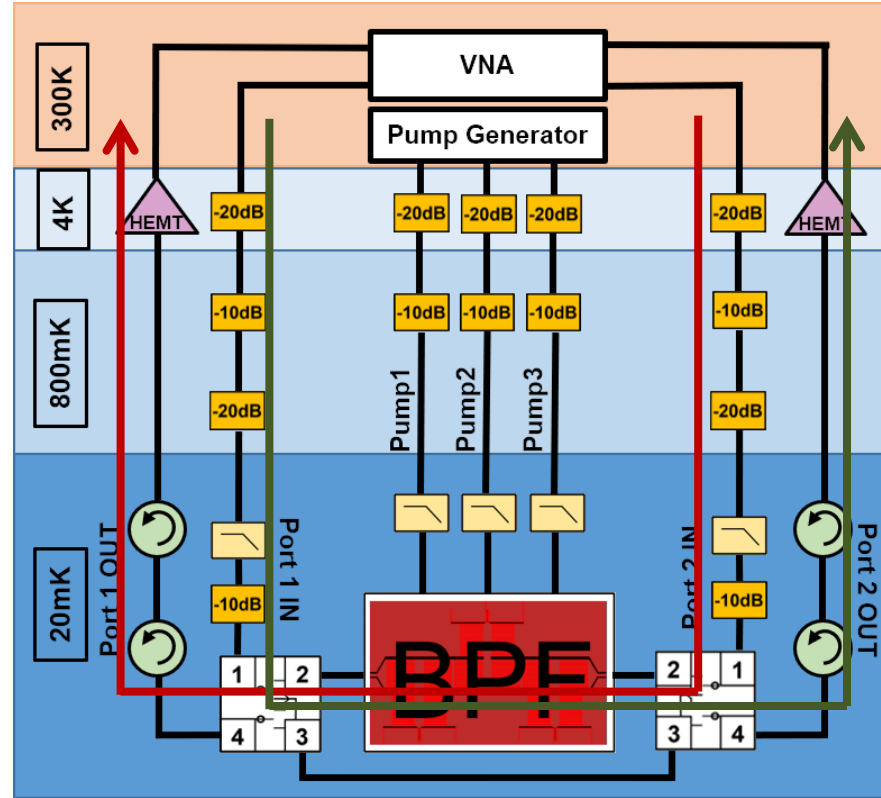 VNA
Pump Generator
300K
4K
800mK
20mK
HEMT
HEMT
-20dB
-20dB
-20dB
-20dB
-20dB
-10dB
-10dB
-10dB
-10dB
-10dB
-20dB
-20dB
Pump1
Pump2
Pump3
Port 1 OUT
Port 1 IN
Port 2 IN
Port 2 OUT
-10dB
-10dB
BPF
1 2
4 3
2 1
3 4